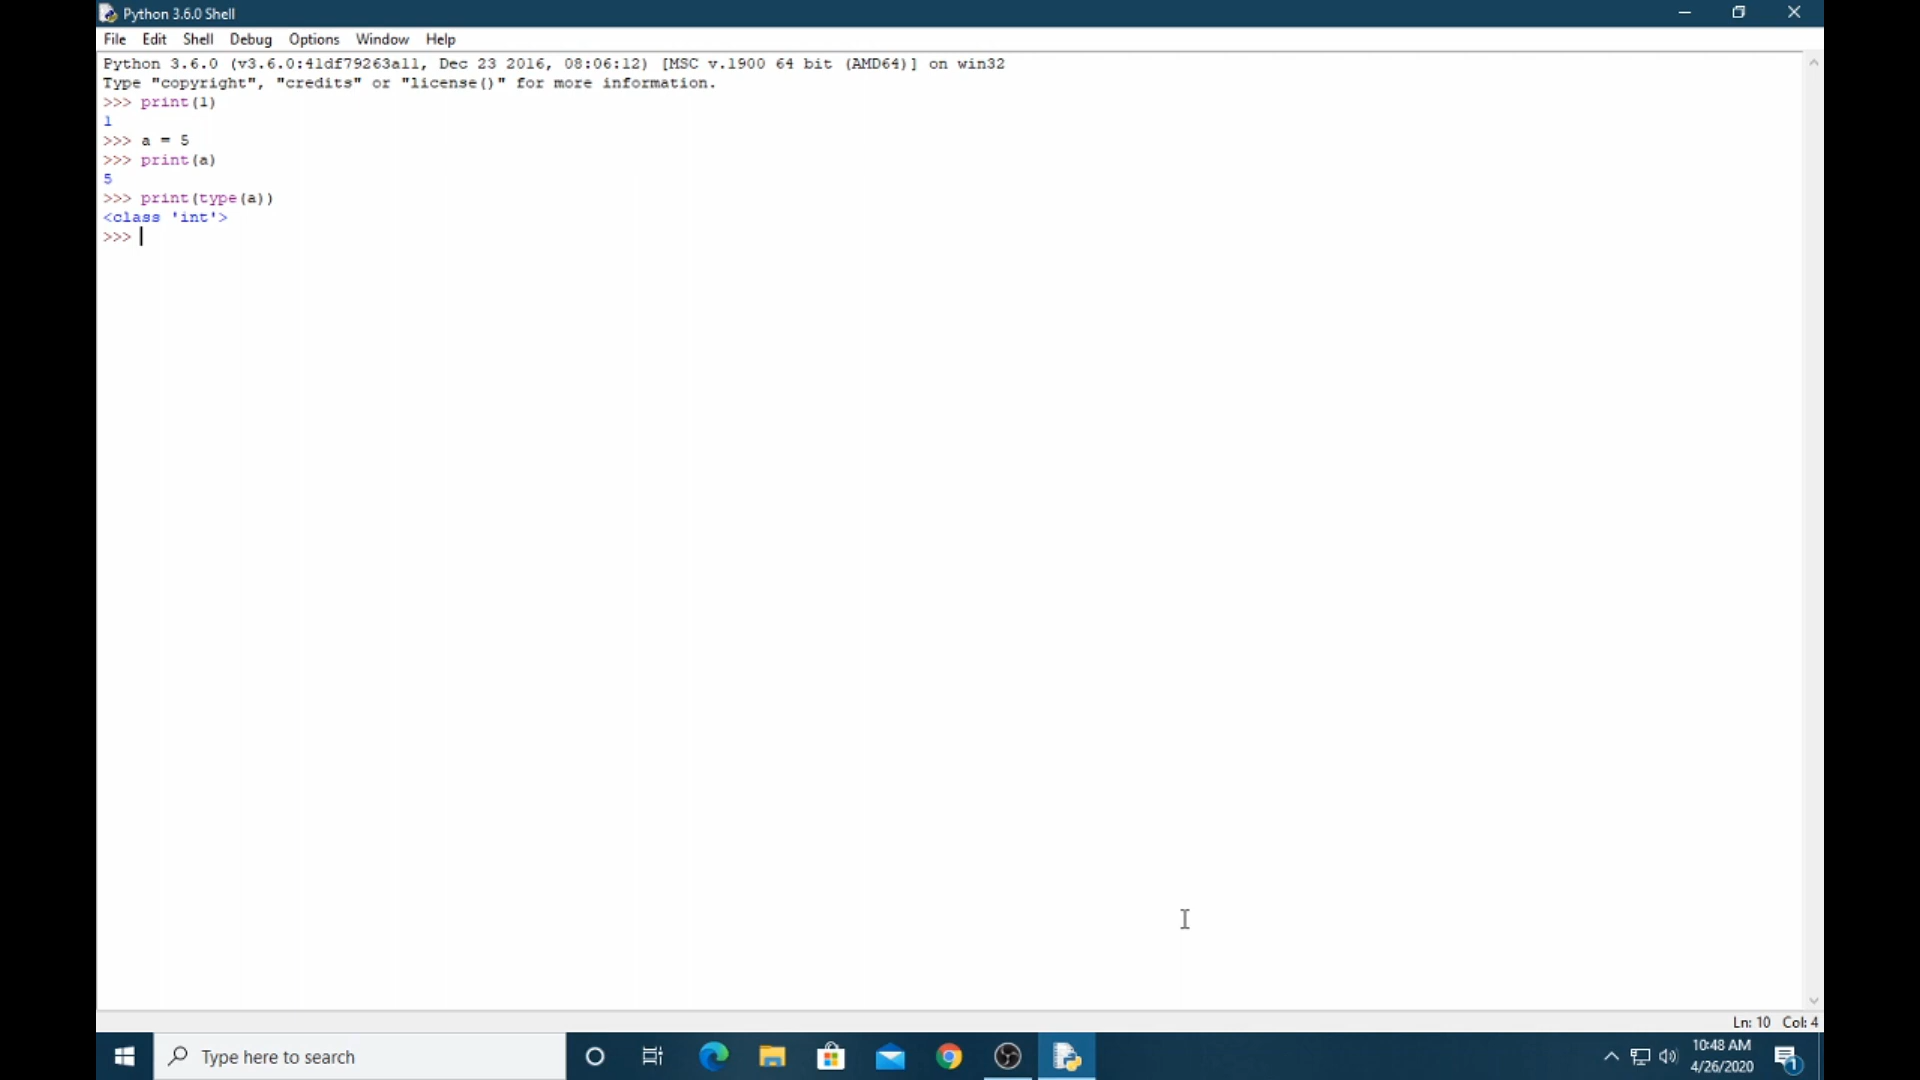 Python 3.6.0 Shell
File Edit Shell Debug Options Window Help
Python 3.6.0 (v3.6.0:41df79263a11, Dec 23 2016, 08:06:12) [MSC v.1900 64 bit (AMD64)] on win32
Type "copyright", "credits" or "license()" for more information.
>>> print(1)
1
>>> a = 5
>>> print(a)
5
>>> print(type(a))
<class 'int'>
>>>
Ln: 10 Col: 4
Type here to search
10:48 AM
4/26/2020
1